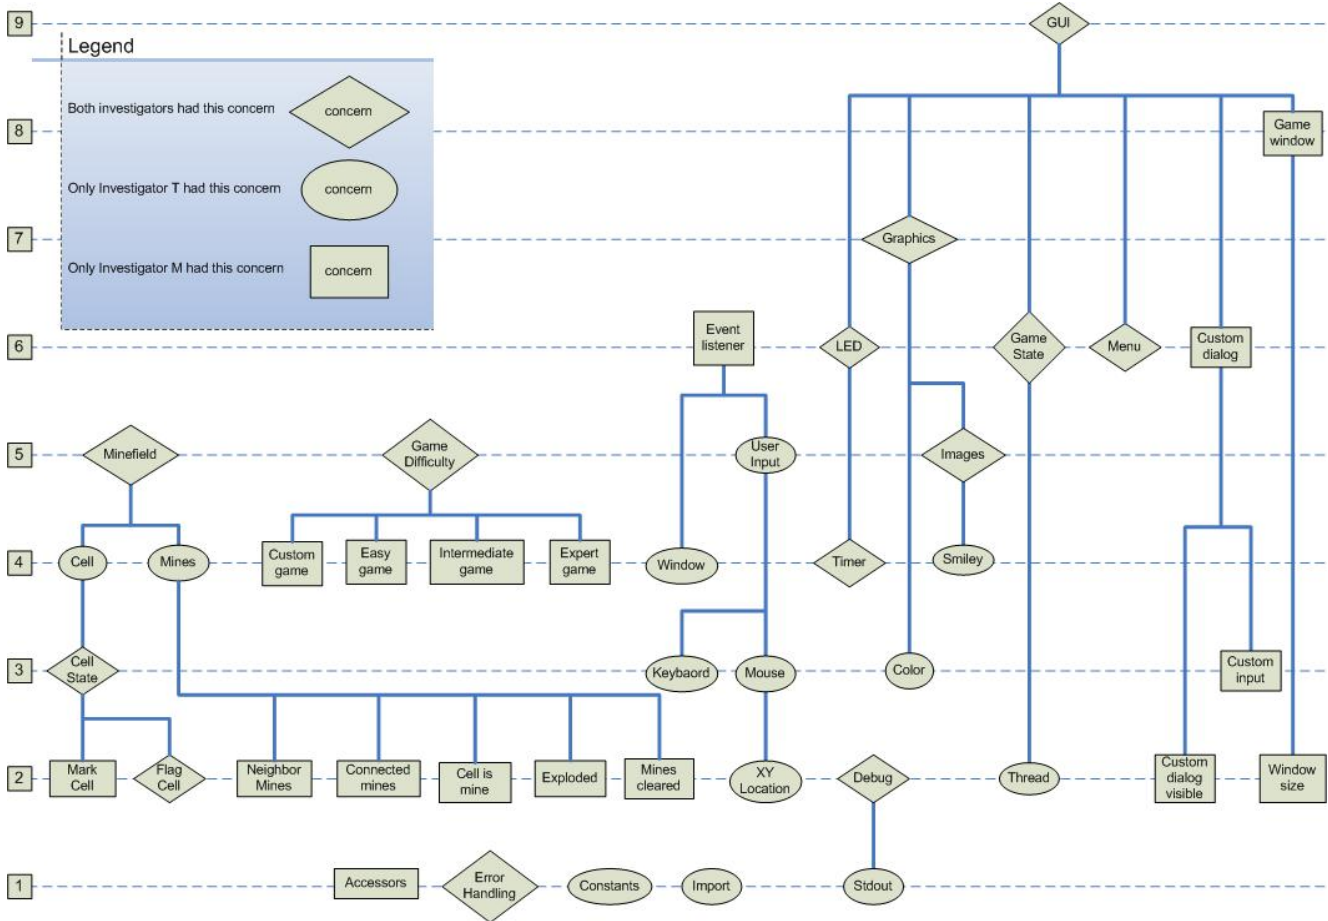 9
GUI
Legend
Both investigators had this concern
concern
8
Game
window
Only Investigator T had this concern
concern
7
Graphics
Only Investigator M had this concern
concern
6
Event
listener
LED
Game
State
Menu
Custom
dialog
5
Minefield
Game
Difficulty
User
Input
Images
4
Cell
Mines
Custom
game
Easy
game
Intermediate
game
Expert
game
Window
Timer
Smiley
3
Cell
State
Keybaord
Mouse
Color
Custom
input
2
Mark
Cell
Flag
Cell
Neighbor
Mines
Connected
mines
Cell is
mine
Exploded
Mines
cleared
XY
Location
Debug
Thread
Custom
dialog
visible
Window
size
1
Accessors
Error
Handling
Constants
Import
Stdout